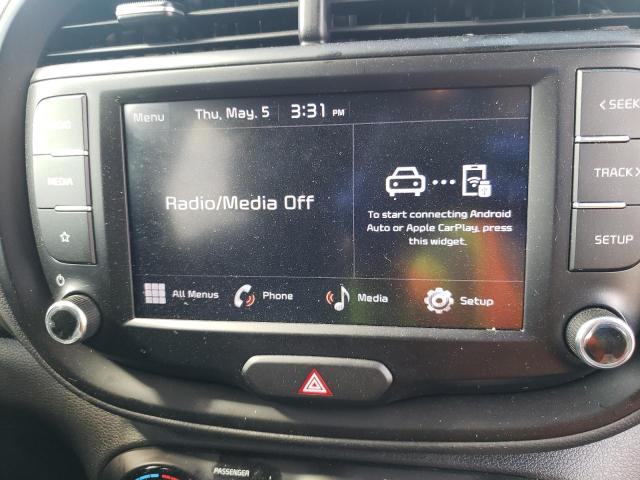 Menu
Thu, May. 5
3:31 PM
Radio/Media Off
To start connecting Android
Auto or Apple CarPlay, press
this widget.
All Menus
Phone
Media
Setup
MEDIA
< SEEK
TRACK >
SETUP
PASSENGER